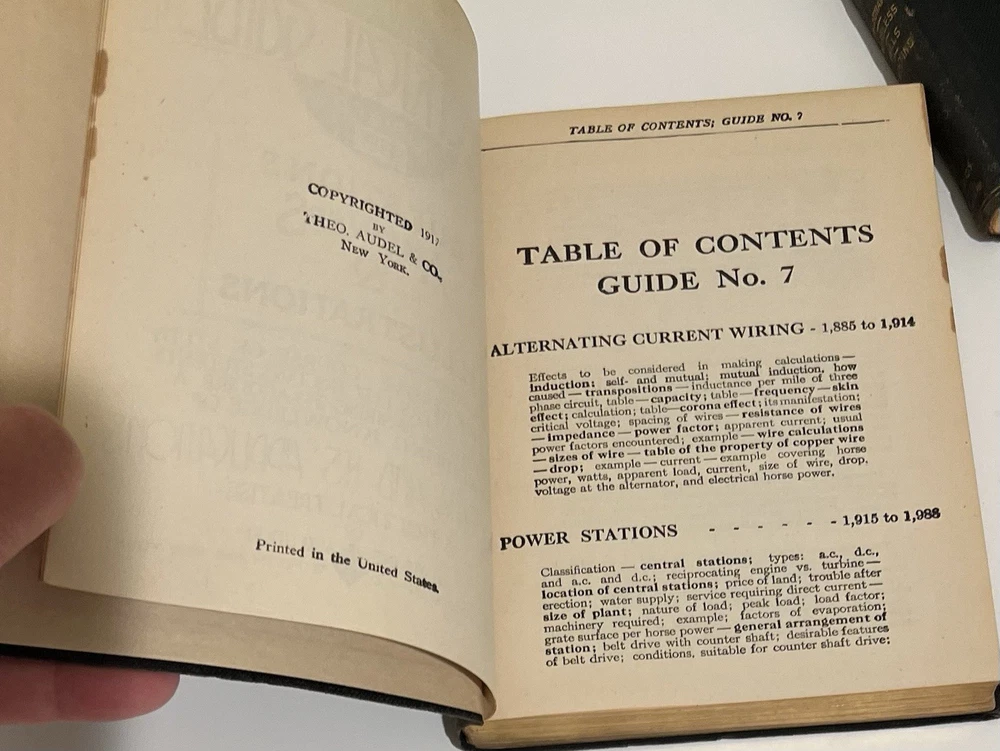 COPYRIGHTED 1917
BY
THEO. AUDEL & CO.,
NEW YORK.
Printed in the United States.
TABLE OF CONTENTS; GUIDE NO. 7
TABLE OF CONTENTS
GUIDE No. 7
ALTERNATING CURRENT WIRING - 1,885 to 1,914
Effects to be considered in making calculations—
induction; self- and mutual; mutual induction, how
caused — transpositions — inductance per mile of three
phase circuit, table — capacity; table — frequency — skin
effect; calculation; table—corona effect; its manifestation;
critical voltage; spacing of wires — resistance of wires
— impedance — power factor; apparent current; usual
power factors encountered; example — wire calculations
— sizes of wire — table of the property of copper wire
— drop; example — current — example covering horse
power, watts, apparent load, current, size of wire, drop,
voltage at the alternator, and electrical horse power.
POWER STATIONS - - - - - - 1,915 to 1,988
Classification — central stations; types: a.c., d.c.,
and a.c. and d.c.; reciprocating engine vs. turbine—
location of central stations; price of land; trouble after
erection; water supply; service requiring direct current—
size of plant; nature of load; peak load; load factor;
machinery required; example; factors of evaporation;
grate surface per horse power — general arrangement of
station; belt drive with counter shaft; desirable features
of belt drive; conditions, suitable for counter shaft drive;